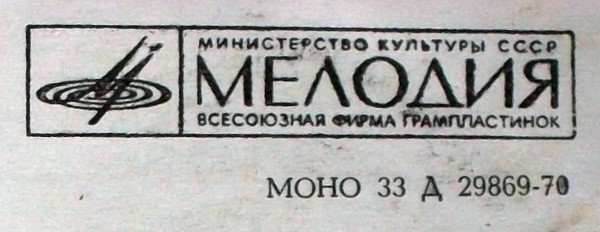 МИНИСТЕРСТВО КУЛЬТУРЫ СССР
МЕЛОДИЯ
ВСЕСОЮЗНАЯ ФИРМА ГРАМПЛАСТИНОК
МОНО 33 Д 29869-70